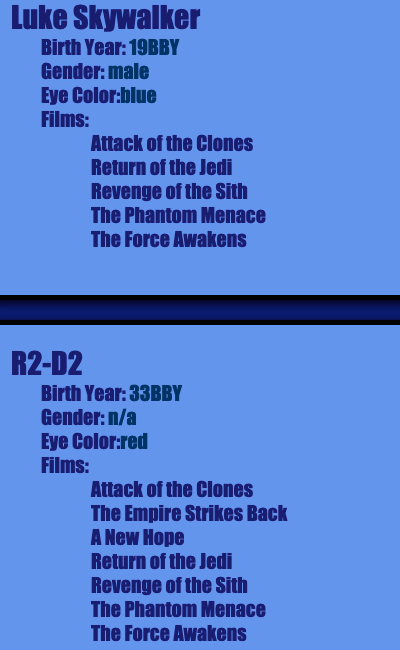 Luke Skywalker
Birth Year: 19BBY
Gender: male
Eye Color:blue
Films:
Attack of the Clones
Return of the Jedi
Revenge of the Sith
The Phantom Menace
The Force Awakens
R2-D2
Birth Year: 33BBY
Gender: n/a
Eye Color:red
Films:
Attack of the Clones
The Empire Strikes Back
A New Hope
Return of the Jedi
Revenge of the Sith
The Phantom Menace
The Force Awakens